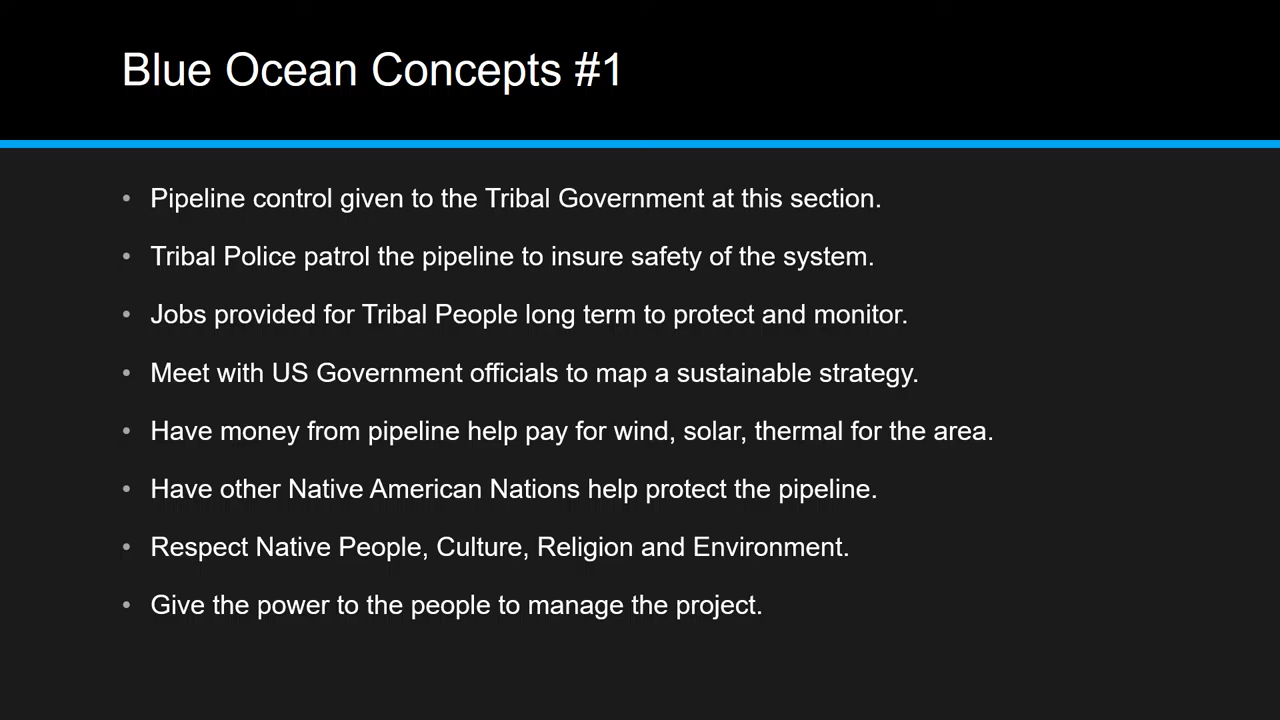 Blue Ocean Concepts #1
• Pipeline control given to the Tribal Government at this section.
• Tribal Police patrol the pipeline to insure safety of the system.
• Jobs provided for Tribal People long term to protect and monitor.
• Meet with US Government officials to map a sustainable strategy.
• Have money from pipeline help pay for wind, solar, thermal for the area.
• Have other Native American Nations help protect the pipeline.
• Respect Native People, Culture, Religion and Environment.
• Give the power to the people to manage the project.